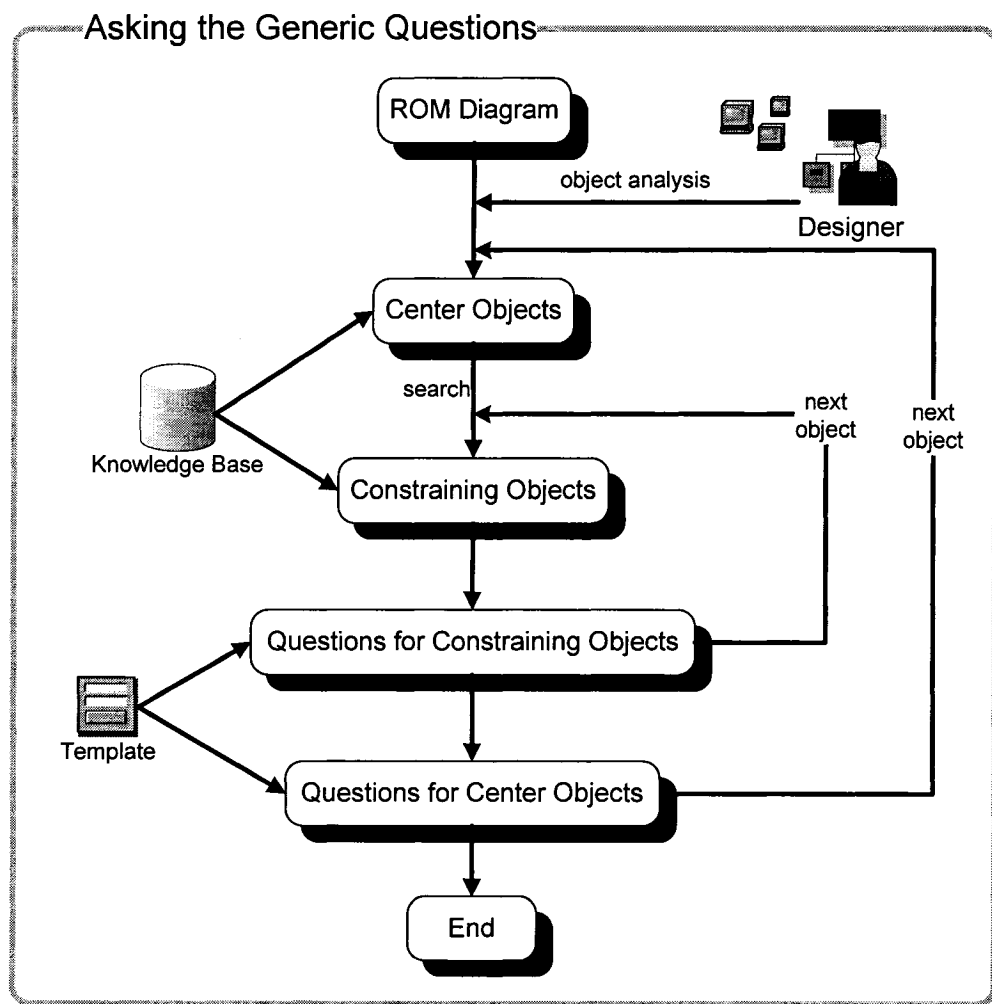 Asking the Generic Questions
ROM Diagram
object analysis
Designer
Center Objects
search
next
object
next
object
Knowledge Base
Constraining Objects
Questions for Constraining Objects
Template
Questions for Center Objects
End